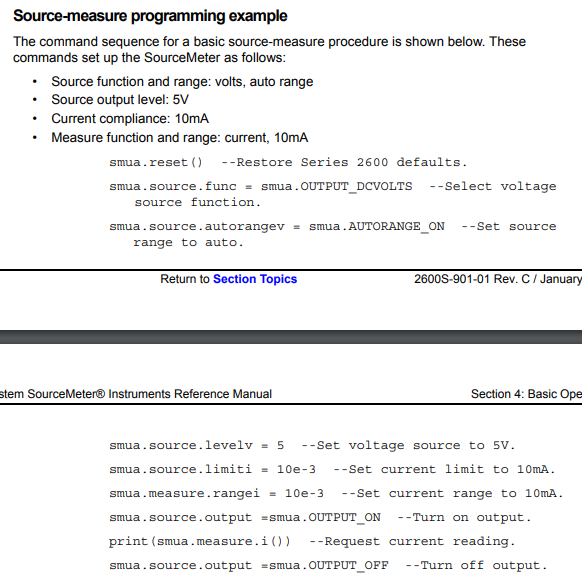 Source-measure programming example
The command sequence for a basic source-measure procedure is shown below. These
commands set up the SourceMeter as follows:
• Source function and range: volts, auto range
• Source output level: 5V
• Current compliance: 10mA
• Measure function and range: current, 10mA
smua.reset() --Restore Series 2600 defaults.
smua.source.func = smua.OUTPUT_DCVOLTS --Select voltage
source function.
smua.source.autorangev = smua.AUTORANGE_ON --Set source
range to auto.
Return to Section Topics 2600S-901-01 Rev. C / January
stem SourceMeter® Instruments Reference Manual Section 4: Basic Ope
smua.source.levelv = 5 --Set voltage source to 5V.
smua.source.limiti = 10e-3 --Set current limit to 10mA.
smua.measure.rangei = 10e-3 --Set current range to 10mA.
smua.source.output =smua.OUTPUT_ON --Turn on output.
print(smua.measure.i()) --Request current reading.
smua.source.output =smua.OUTPUT_OFF --Turn off output.